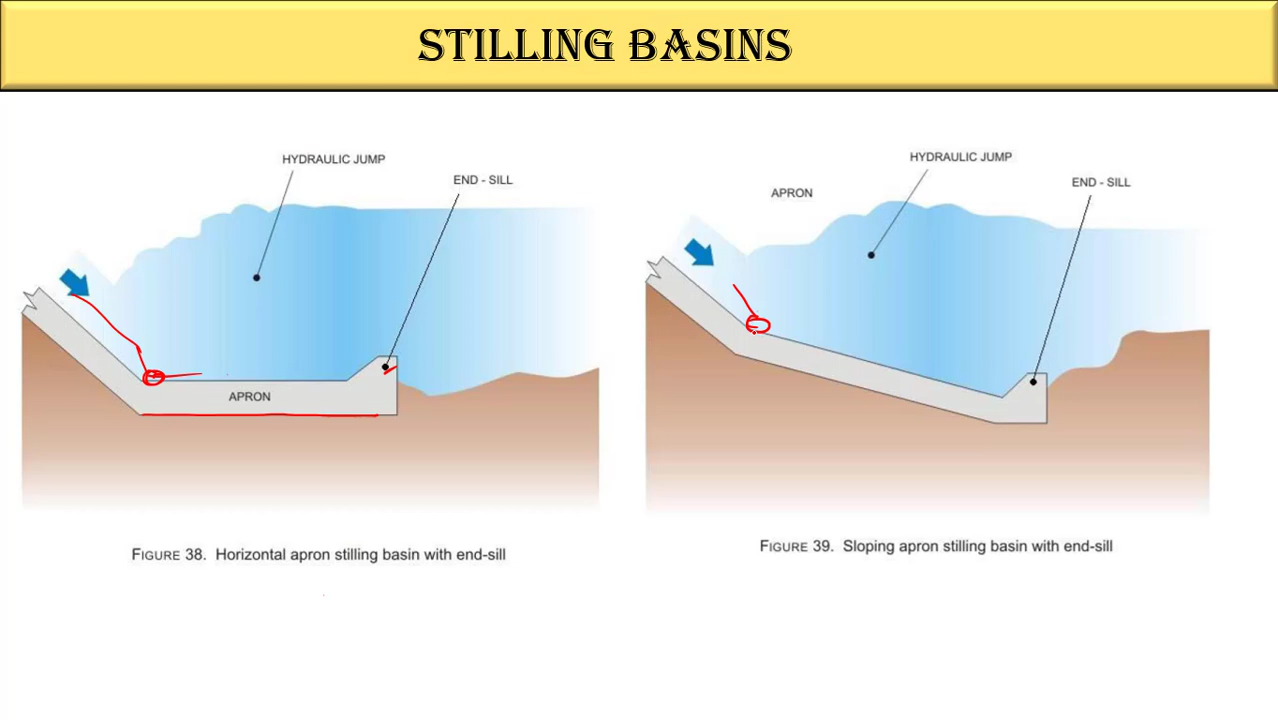 STILLING BASINS
HYDRAULIC JUMP
END - SILL
APRON
FIGURE 38. Horizontal apron stilling basin with end-sill
HYDRAULIC JUMP
APRON
END - SILL
FIGURE 39. Sloping apron stilling basin with end-sill